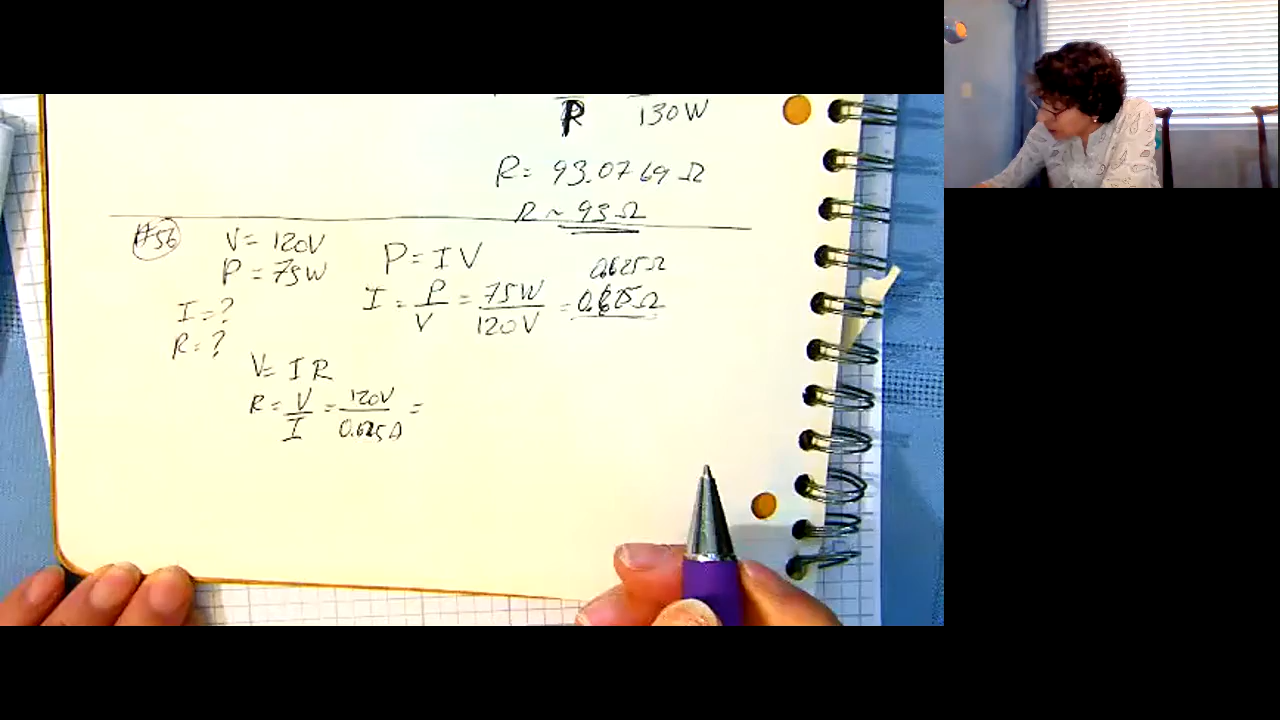 R 130W
R = 93.0769 Ω
R ~ 93 Ω
#56 V = 120V
P = 75W
I = ?
R = ?
P = I V
0.625 Ω
I = P/V = 75W/120V = 0.625 Ω
V = I R
R = V/I = 120V/0.625A =